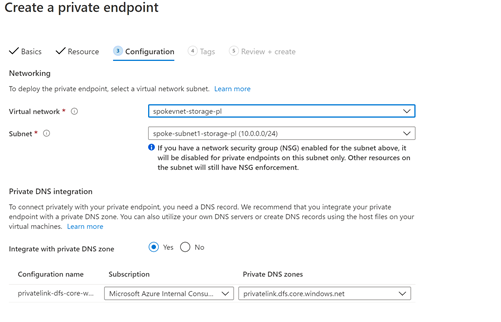 Create a private endpoint
Basics
Resource
3 Configuration
4 Tags
5 Review + create
Networking
To deploy the private endpoint, select a virtual network subnet. Learn more
Virtual network *
spokevnet-storage-pl
Subnet *
spoke-subnet1-storage-pl (10.0.0.0/24)
If you have a network security group (NSG) enabled for the subnet above, it
will be disabled for private endpoints on this subnet only. Other resources on
the subnet will still have NSG enforcement.
Private DNS integration
To connect privately with your private endpoint, you need a DNS record. We recommend that you integrate your private
endpoint with a private DNS zone. You can also utilize your own DNS servers or create DNS records using the host files on your
virtual machines. Learn more
Integrate with private DNS zone
Yes
No
Configuration name
Subscription
Private DNS zones
privatelink-dfs-core-w...
Microsoft Azure Internal Consu...
privatelink.dfs.core.windows.net